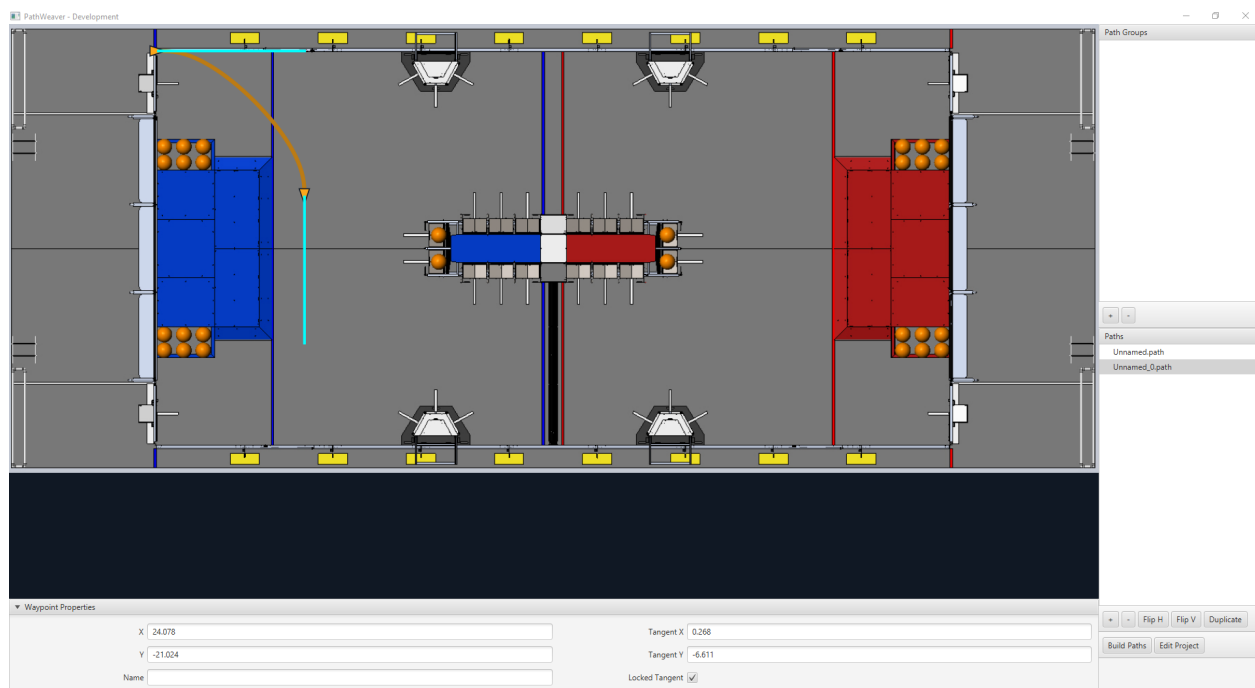 PathWeaver - Development
Path Groups
+ -
Paths
Unnamed.path
Unnamed_0.path
Waypoint Properties
X 24.078 Tangent X 0.268
Y -21.024 Tangent Y -6.611
Name Locked Tangent
+ - Flip H Flip V Duplicate
Build Paths Edit Project